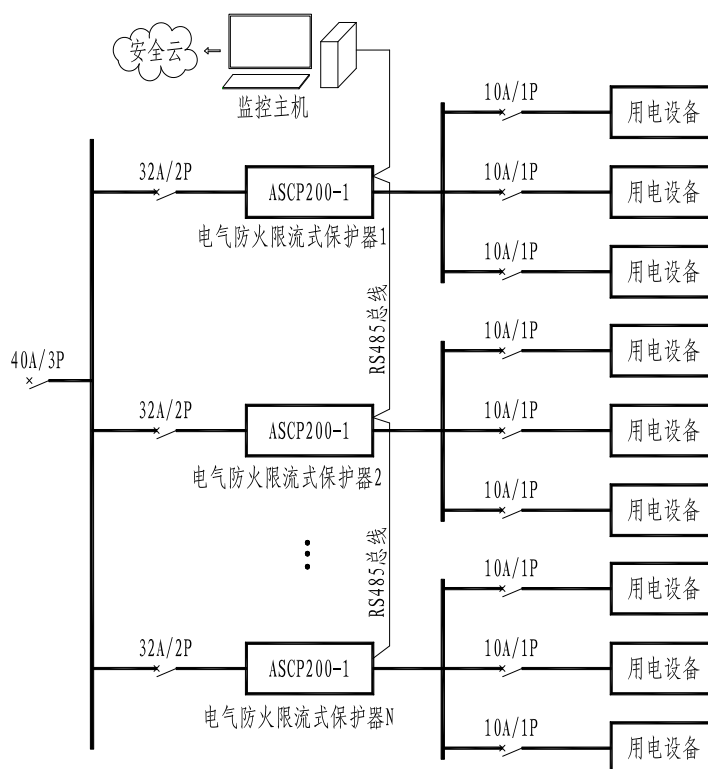 安全云
监控主机
10A/1P
用电设备
32A/2P
ASCP200-1
10A/1P
用电设备
电气防火限流式保护器1
10A/1P
用电设备
RS485总线
10A/1P
用电设备
40A/3P
32A/2P
ASCP200-1
10A/1P
用电设备
电气防火限流式保护器2
10A/1P
用电设备
RS485总线
10A/1P
用电设备
32A/2P
ASCP200-1
10A/1P
用电设备
电气防火限流式保护器N
10A/1P
用电设备